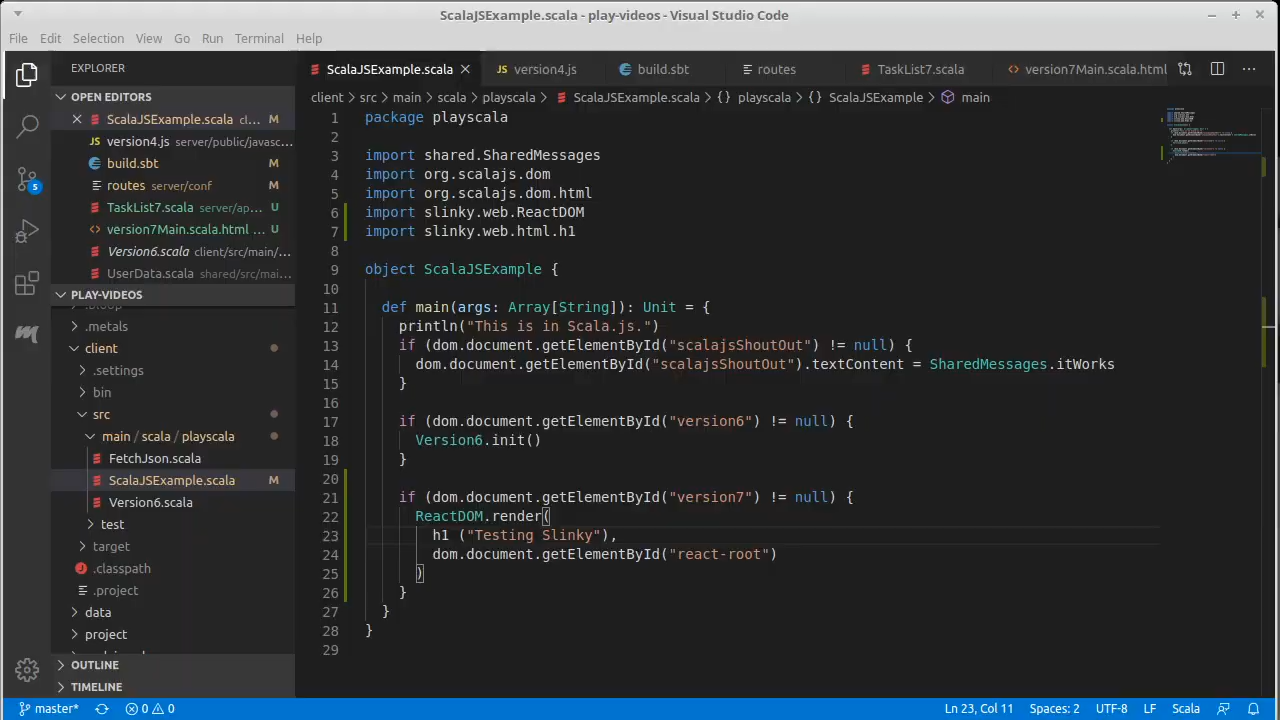 ScalaJSExample.scala - play-videos - Visual Studio Code
File Edit Selection View Go Run Terminal Help
EXPLORER
OPEN EDITORS
ScalaJSExample.scala cl... M
version4.js server/public/javasc...
build.sbt M
routes server/conf M
TaskList7.scala server/ap... U
version7Main.scala.html ... U
Version6.scala client/src/main/...
UserData.scala shared/src/mai...
PLAY-VIDEOS
.metals
client
.settings
bin
src
main / scala / playscala
FetchJson.scala
ScalaJSExample.scala M
Version6.scala
test
target
.classpath
.project
data
project
OUTLINE
TIMELINE
5
ScalaJSExample.scala version4.js build.sbt routes TaskList7.scala version7Main.scala.html
client > src > main > scala > playscala > ScalaJSExample.scala > {} playscala > {} ScalaJSExample > main
1 package playscala
2
3 import shared.SharedMessages
4 import org.scalajs.dom
5 import org.scalajs.dom.html
6 import slinky.web.ReactDOM
7 import slinky.web.html.h1
8
9 object ScalaJSExample {
10
11 def main(args: Array[String]): Unit = {
12 println("This is in Scala.js.")
13 if (dom.document.getElementById("scalajsShoutOut") != null) {
14 dom.document.getElementById("scalajsShoutOut").textContent = SharedMessages.itWorks
15 }
16
17 if (dom.document.getElementById("version6") != null) {
18 Version6.init()
19 }
20
21 if (dom.document.getElementById("version7") != null) {
22 ReactDOM.render(
23 h1 ("Testing Slinky"),
24 dom.document.getElementById("react-root")
25 )
26 }
27 }
28 }
29
master* 0 0 Ln 23, Col 11 Spaces: 2 UTF-8 LF Scala